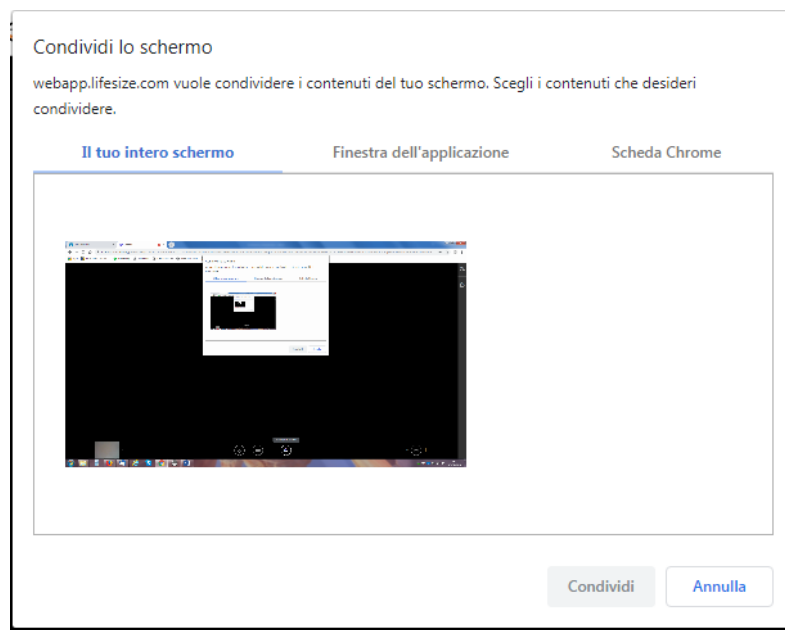 Condividi lo schermo
webapp.lifesize.com vuole condividere i contenuti del tuo schermo. Scegli i contenuti che desideri
condividere.
Il tuo intero schermo Finestra dell'applicazione Scheda Chrome
Condividi Annulla